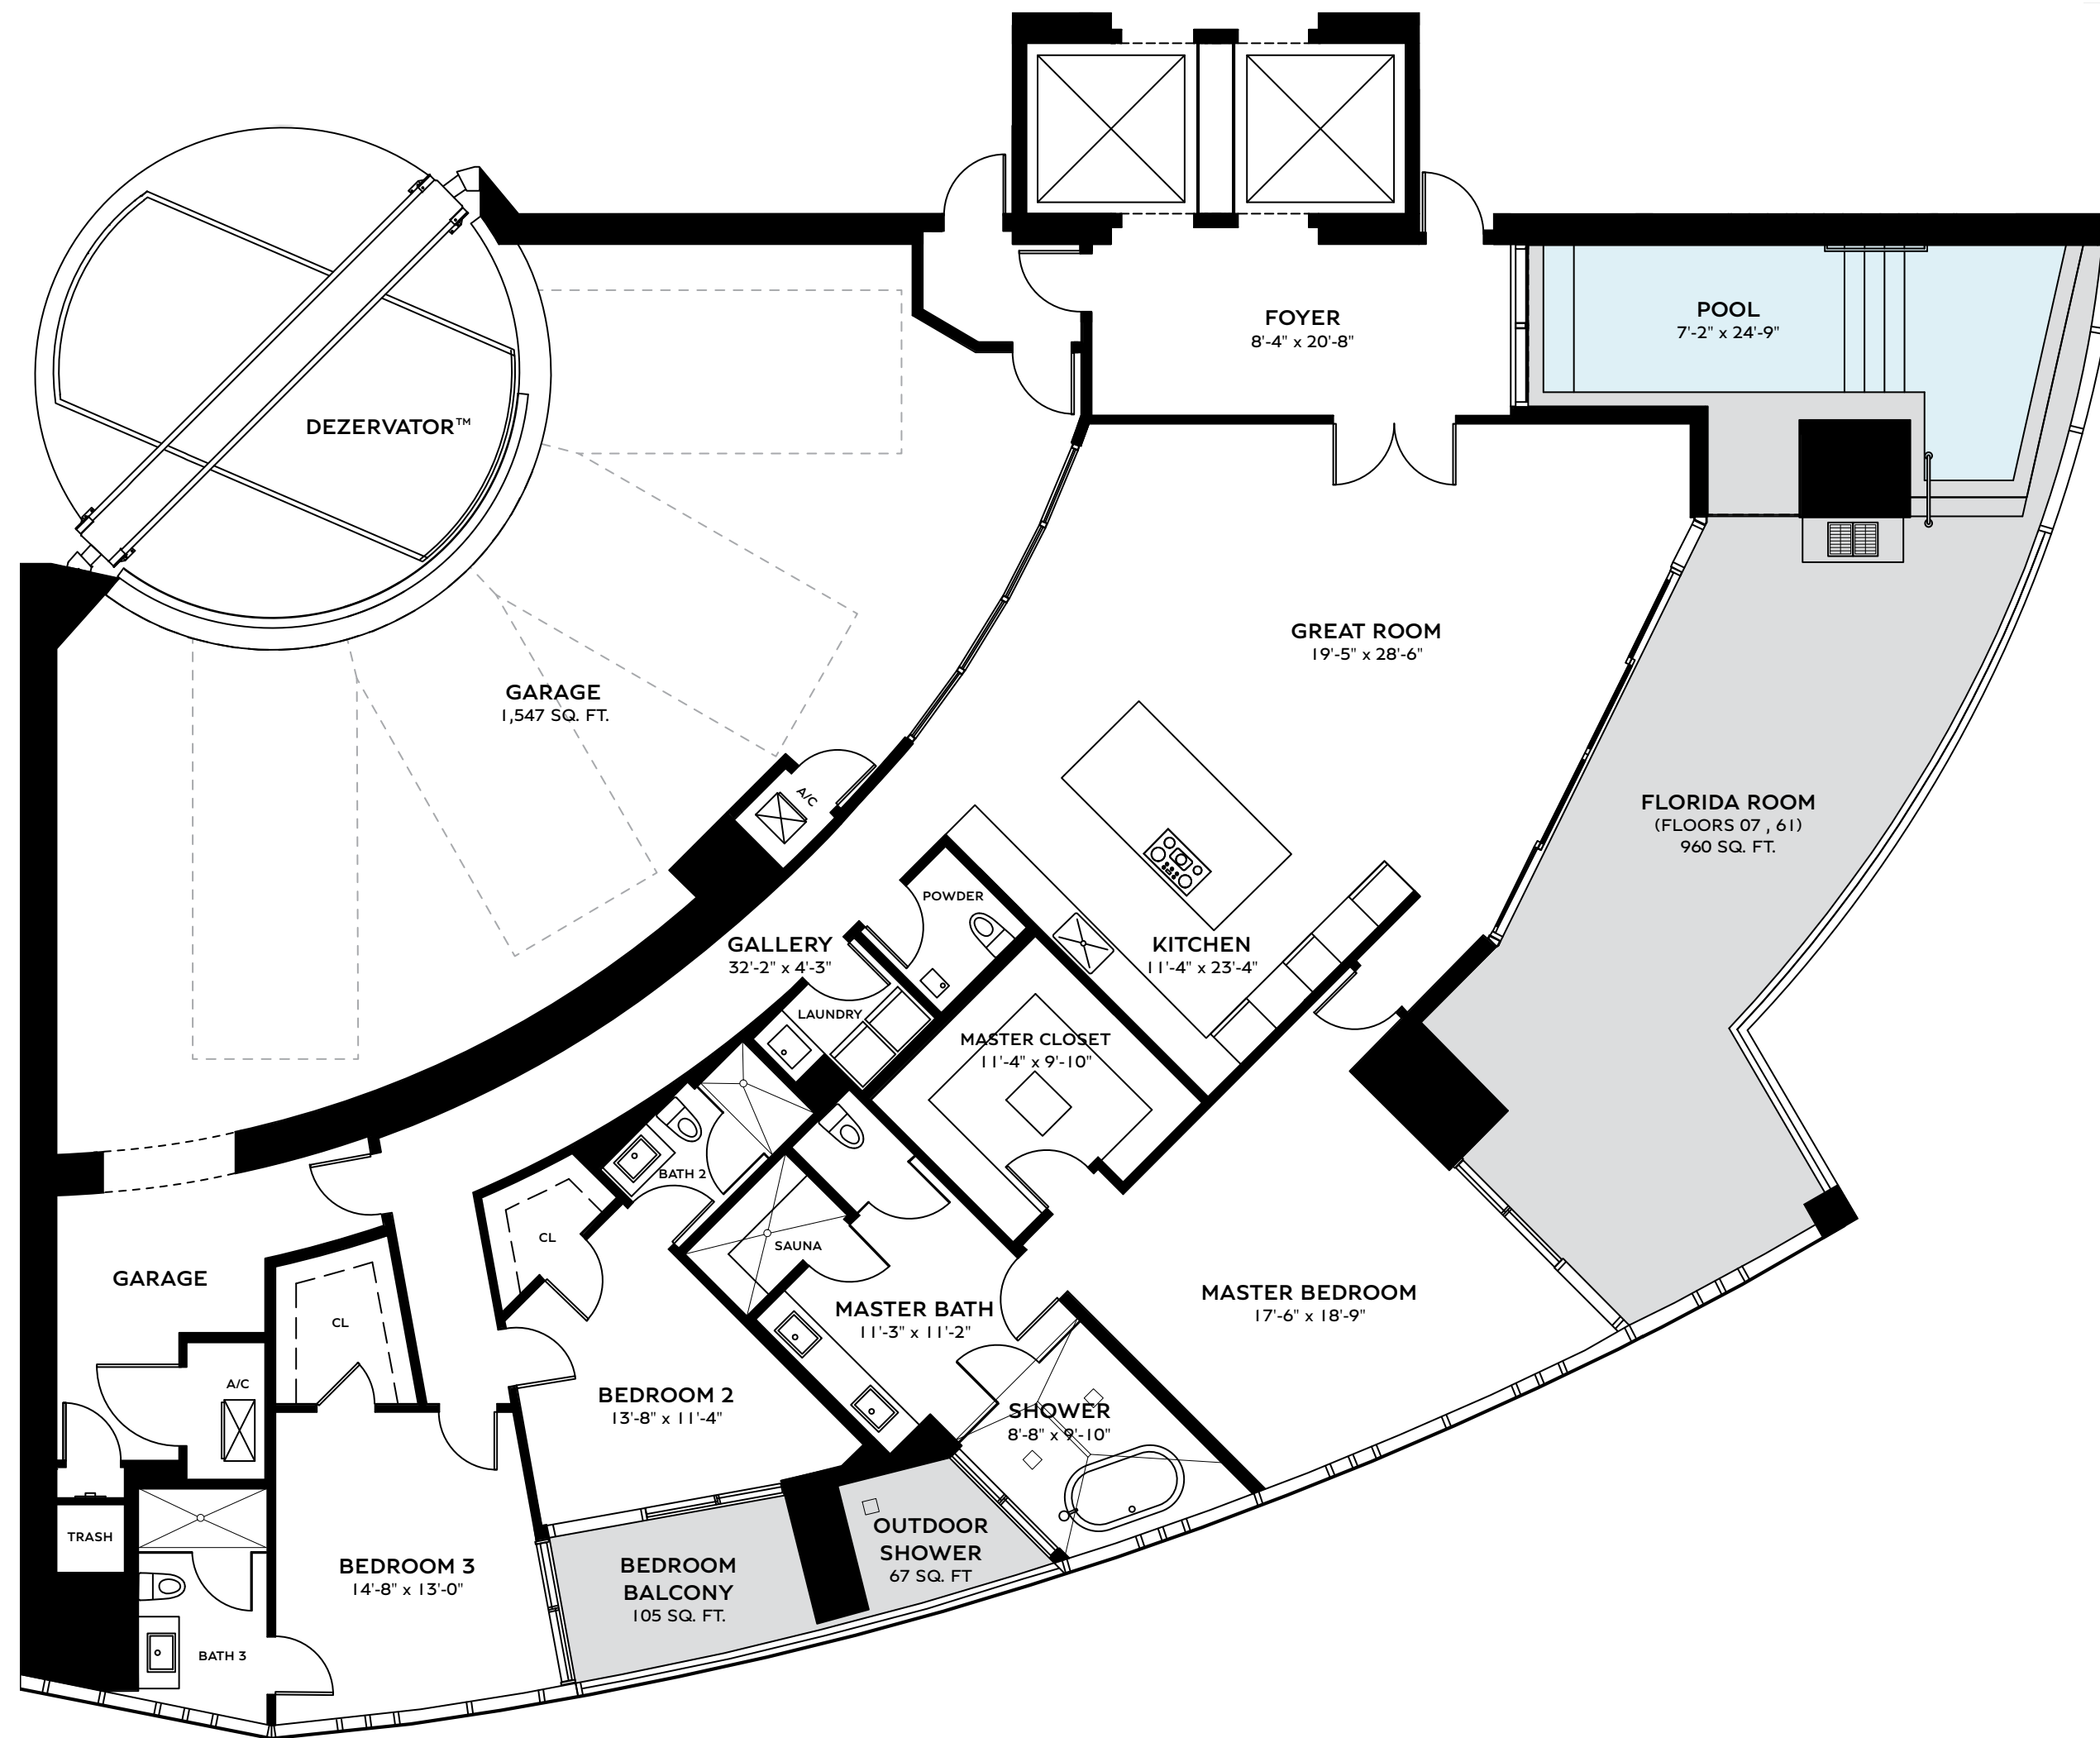 FOYER
8'-4" x 20'-8"
POOL
7'-2" x 24'-9"
DEZERVATOR™
GREAT ROOM
19'-5" x 28'-6"
GARAGE
1,547 SQ. FT.
A/C
FLORIDA ROOM
(FLOORS 07 , 61)
960 SQ. FT.
POWDER
GALLERY
32'-2" x 4'-3"
KITCHEN
11'-4" x 23'-4"
LAUNDRY
MASTER CLOSET
11'-4" x 9'-10"
BATH 2
CL
SAUNA
GARAGE
CL
MASTER BATH
11'-3" x 11'-2"
MASTER BEDROOM
17'-6" x 18'-9"
A/C
BEDROOM 2
13'-8" x 11'-4"
SHOWER
8'-8" x 9'-10"
TRASH
BEDROOM 3
14'-8" x 13'-0"
BEDROOM
BALCONY
105 SQ. FT.
OUTDOOR
SHOWER
67 SQ. FT
BATH 3